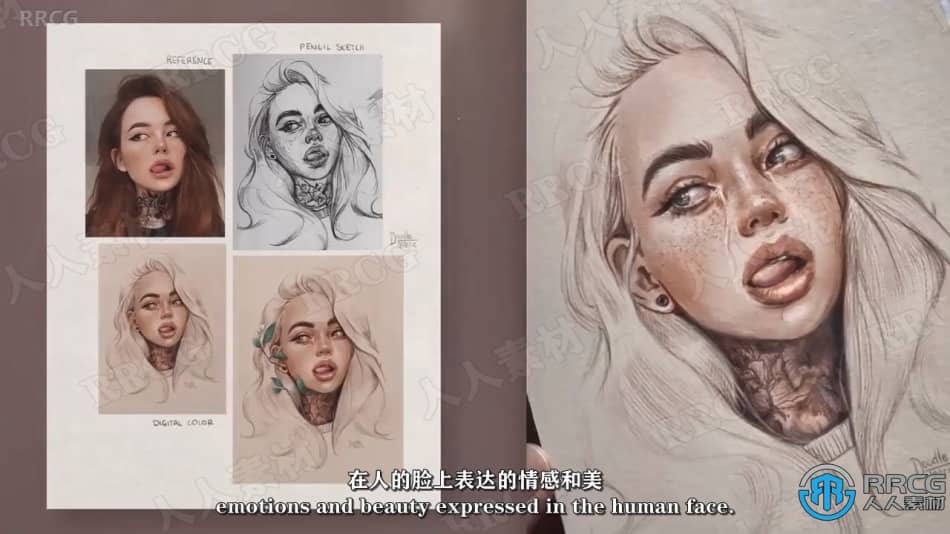 RRCG
PENCIL SKETCH
REFERENCE
DIGITAL COLOR
Doodle
在人的脸上表达的情感和美
emotions and beauty expressed in the human face.
RRCG
人人素材